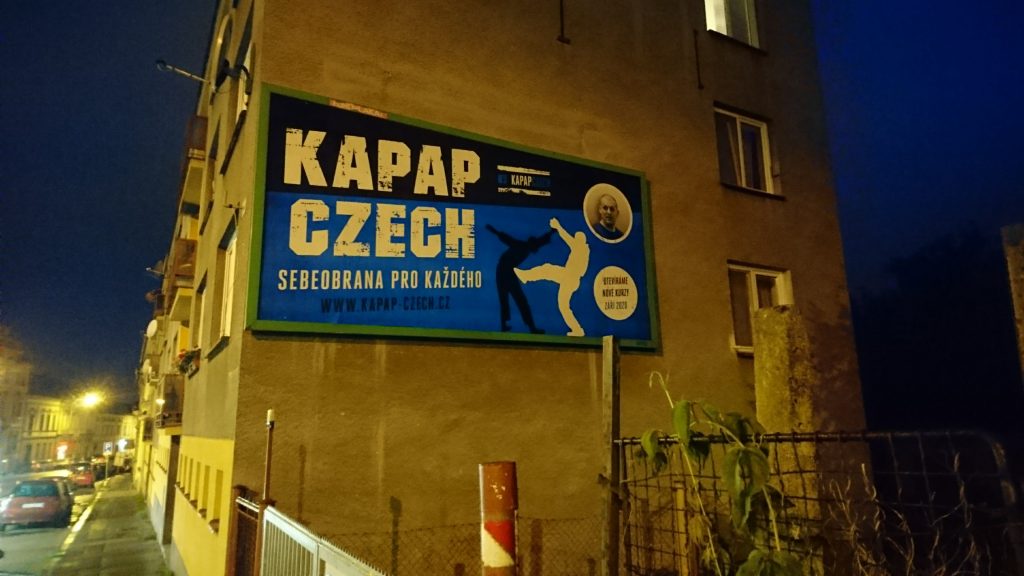 KAPAP
CZECH
SEBEOBRANA PRO KAŽDÉHO
WWW.KAPAP-CZECH.CZ
KAPAP
OTEVÍRÁME
NOVÉ KURZY
ZÁŘÍ 2020